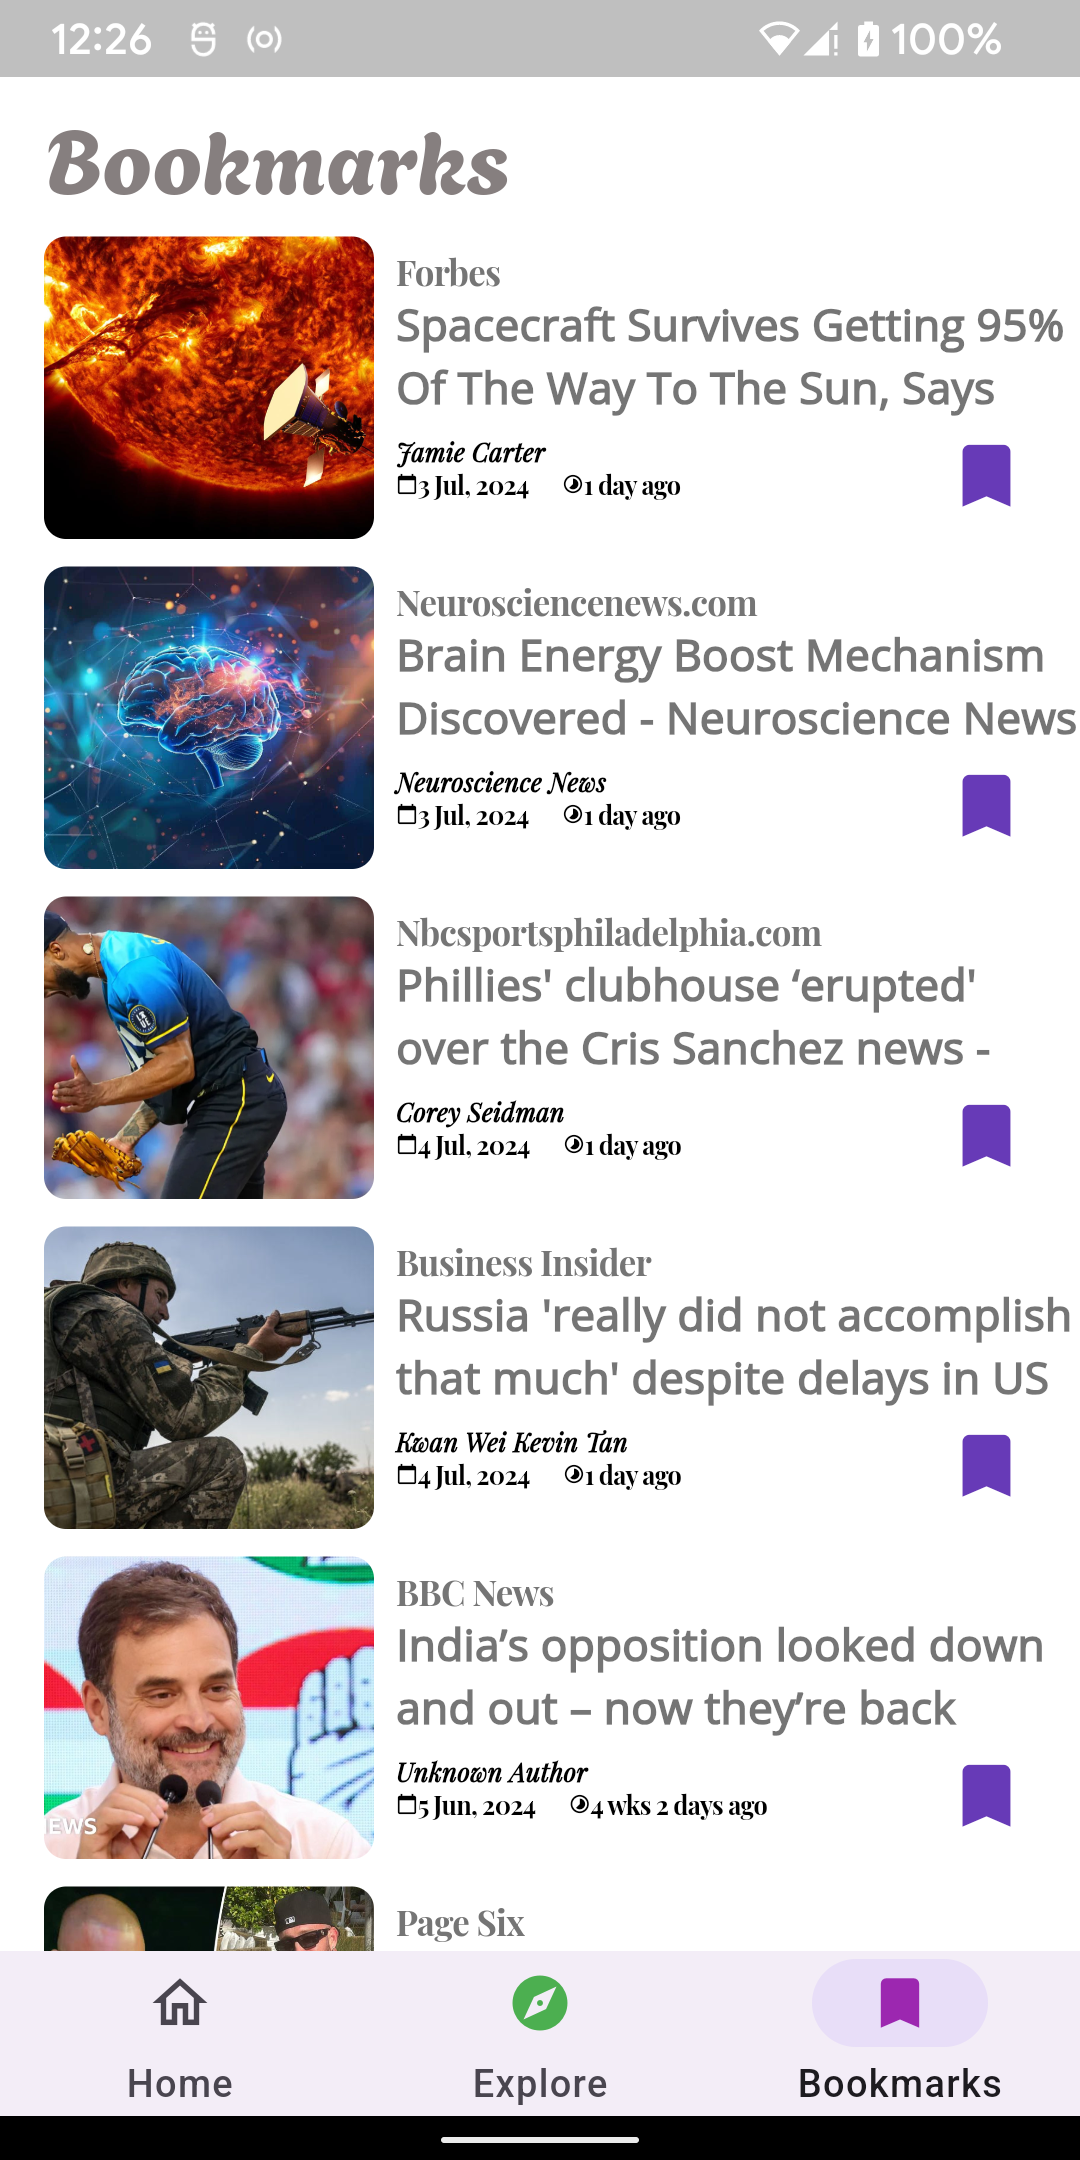 12:26
100%
Bookmarks
Forbes
Spacecraft Survives Getting 95%
Of The Way To The Sun, Says
Jamie Carter
3 Jul, 2024 1 day ago
Neurosciencenews.com
Brain Energy Boost Mechanism
Discovered - Neuroscience News
Neuroscience News
3 Jul, 2024 1 day ago
Nbcsportsphiladelphia.com
Phillies' clubhouse ‘erupted'
over the Cris Sanchez news -
Corey Seidman
4 Jul, 2024 1 day ago
Business Insider
Russia 'really did not accomplish
that much' despite delays in US
Kwan Wei Kevin Tan
4 Jul, 2024 1 day ago
BBC News
India’s opposition looked down
and out – now they’re back
Unknown Author
5 Jun, 2024 4 wks 2 days ago
EWS
Page Six
Home
Explore
Bookmarks